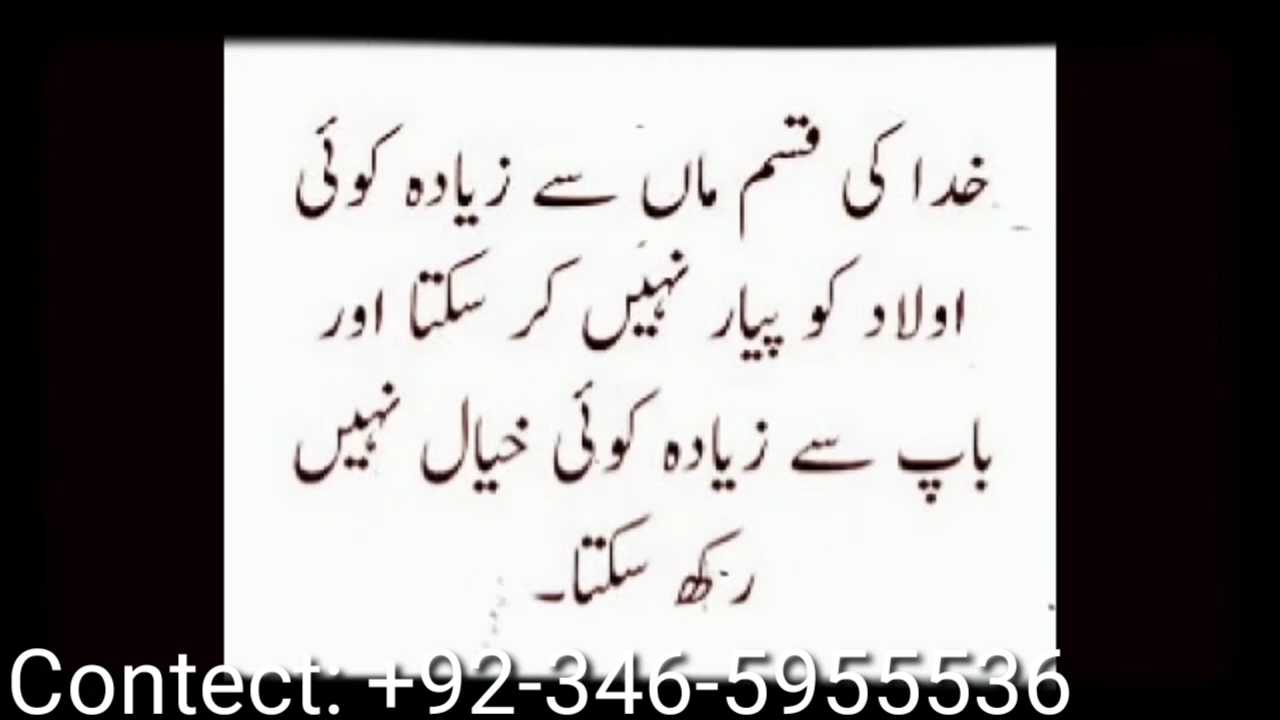 خدا کی قسم ماں سے زیادہ کوئی
اولاد کو پیار نہیں کر سکتا اور
باپ سے زیادہ کوئی خیال نہیں
رکھ سکتا۔
Contect: +92-346-5955536